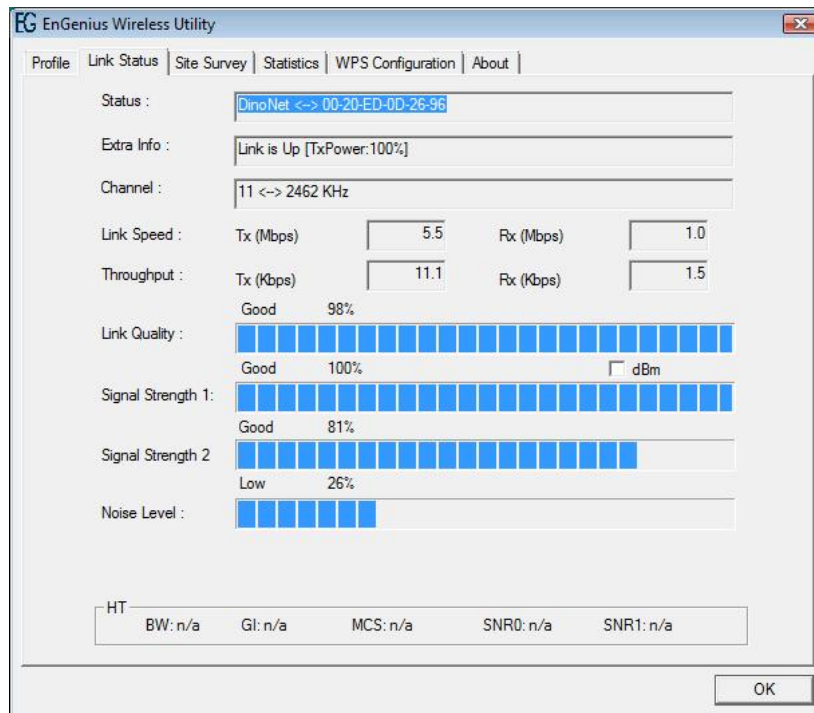 EG EnGenius Wireless Utility
Profile Link Status Site Survey Statistics WPS Configuration About
Status : DinoNet <--> 00-20-ED-0D-26-96
Extra Info : Link is Up [TxPower:100%]
Channel : 11 <--> 2462 KHz
Link Speed : Tx (Mbps) 5.5 Rx (Mbps) 1.0
Throughput : Tx (Kbps) 11.1 Rx (Kbps) 1.5
Good 98%
Link Quality :
Good 100% dBm
Signal Strength 1:
Good 81%
Signal Strength 2
Low 26%
Noise Level :
HT
BW: n/a GI: n/a MCS: n/a SNR0: n/a SNR1: n/a
OK